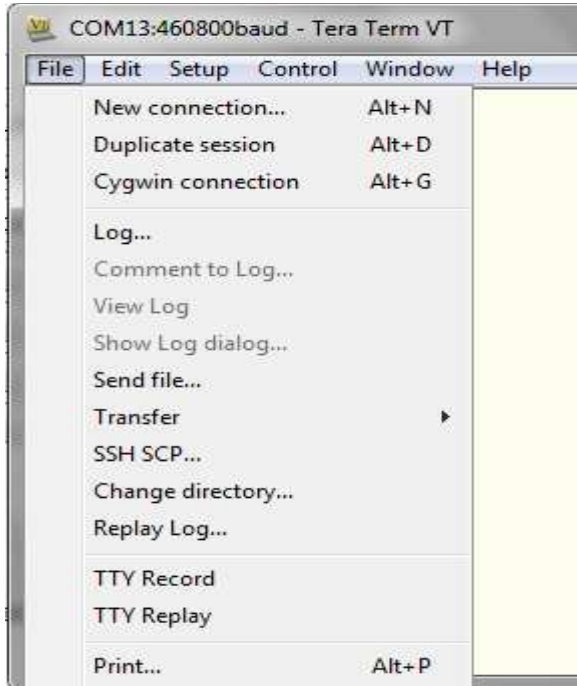 COM13:460800baud - Tera Term VT
File Edit Setup Control Window Help
New connection... Alt+N
Duplicate session Alt+D
Cygwin connection Alt+G
Log...
Comment to Log...
View Log
Show Log dialog...
Send file...
Transfer
SSH SCP...
Change directory...
Replay Log...
TTY Record
TTY Replay
Print... Alt+P